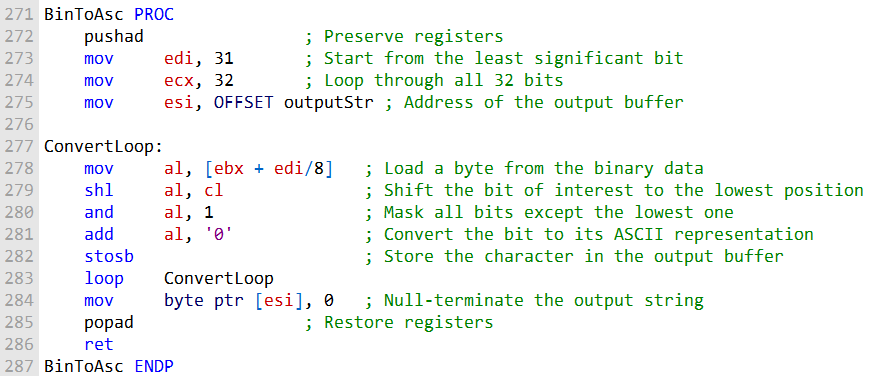 271 BinToAsc PROC
272     pushad                ; Preserve registers
273     mov     edi, 31       ; Start from the least significant bit
274     mov     ecx, 32       ; Loop through all 32 bits
275     mov     esi, OFFSET outputStr ; Address of the output buffer
276
277 ConvertLoop:
278     mov     al, [ebx + edi/8]   ; Load a byte from the binary data
279     shl     al, cl              ; Shift the bit of interest to the lowest position
280     and     al, 1               ; Mask all bits except the lowest one
281     add     al, '0'             ; Convert the bit to its ASCII representation
282     stosb                       ; Store the character in the output buffer
283     loop    ConvertLoop
284     mov     byte ptr [esi], 0   ; Null-terminate the output string
285     popad                 ; Restore registers
286     ret
287 BinToAsc ENDP